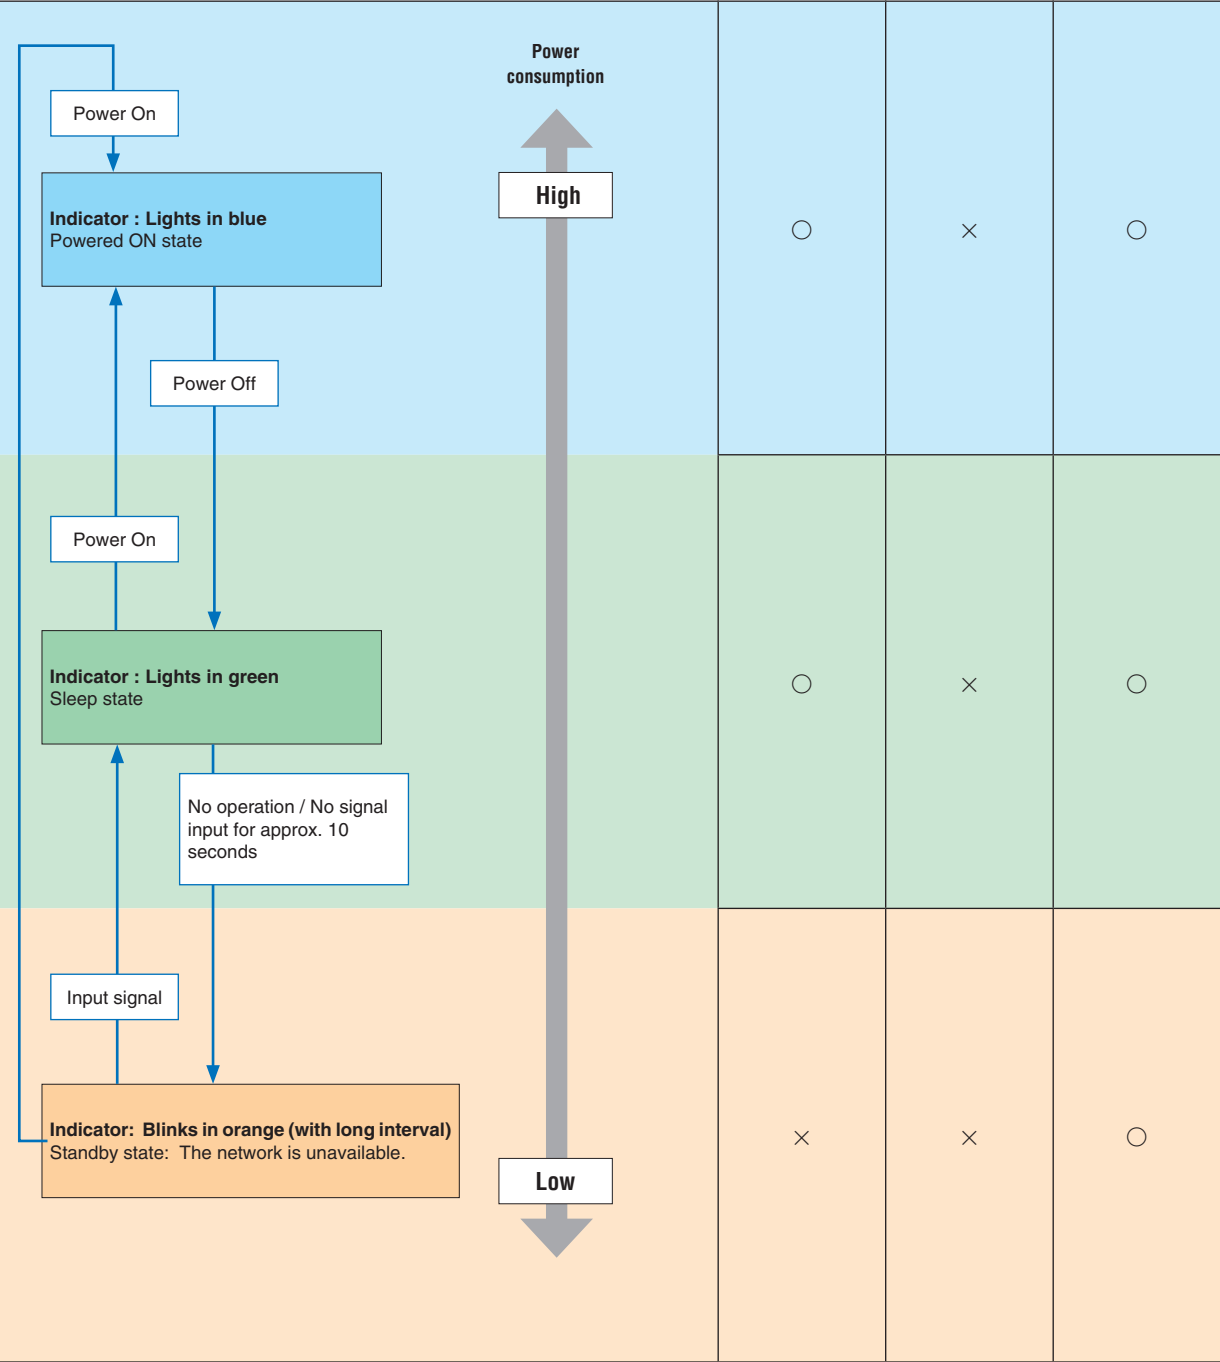 Power
consumption
Power On
High
Indicator : Lights in blue
Powered ON state
○ × ○
Power Off
Power On
Indicator : Lights in green
Sleep state
○ × ○
No operation / No signal
input for approx. 10
seconds
Input signal
Indicator: Blinks in orange (with long interval)
Standby state: The network is unavailable.
× × ○
Low